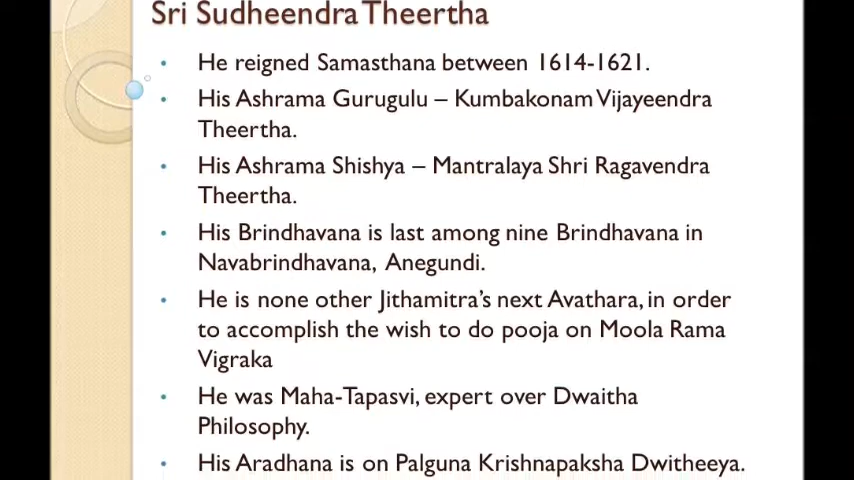 Sri Sudheendra Theertha
• He reigned Samasthana between 1614-1621.
• His Ashrama Gurugulu – Kumbakonam Vijayeendra
Theertha.
• His Ashrama Shishya – Mantralaya Shri Ragavendra
Theertha.
• His Brindhavana is last among nine Brindhavana in
Navabrindhavana, Anegundi.
• He is none other Jithamitra's next Avathara, in order
to accomplish the wish to do pooja on Moola Rama
Vigraka
• He was Maha-Tapasvi, expert over Dwaitha
Philosophy.
• His Aradhana is on Palguna Krishnapaksha Dwitheeya.